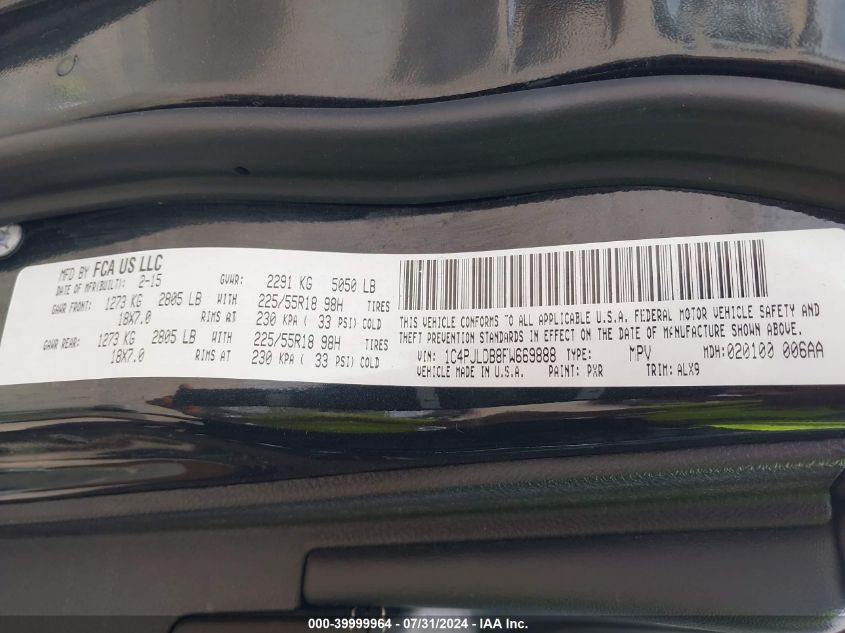 MFD BY FCA US LLC
DATE OF MFR(BUILT): 2-15 GVWR: 2291 KG 5050 LB
GAWR FRONT: 1273 KG 2805 LB WITH 225/55R18 98H TIRES
18X7.0 RIMS AT 230 KPA ( 33 PSI) COLD
GAWR REAR: 1273 KG 2805 LB WITH 225/55R18 98H TIRES
18X7.0 RIMS AT 230 KPA ( 33 PSI) COLD
THIS VEHICLE CONFORMS TO ALL APPLICABLE U.S.A. FEDERAL MOTOR VEHICLE SAFETY AND
THEFT PREVENTION STANDARDS IN EFFECT ON THE DATE OF MANUFACTURE SHOWN ABOVE.
VIN: 1C4PJLDB8FW669888 TYPE: MPV MDH:020100 006AA
VEHICLE MADE IN U.S.A. PAINT: PXR TRIM: ALX9
000-39999964 - 07/31/2024 - IAA Inc.